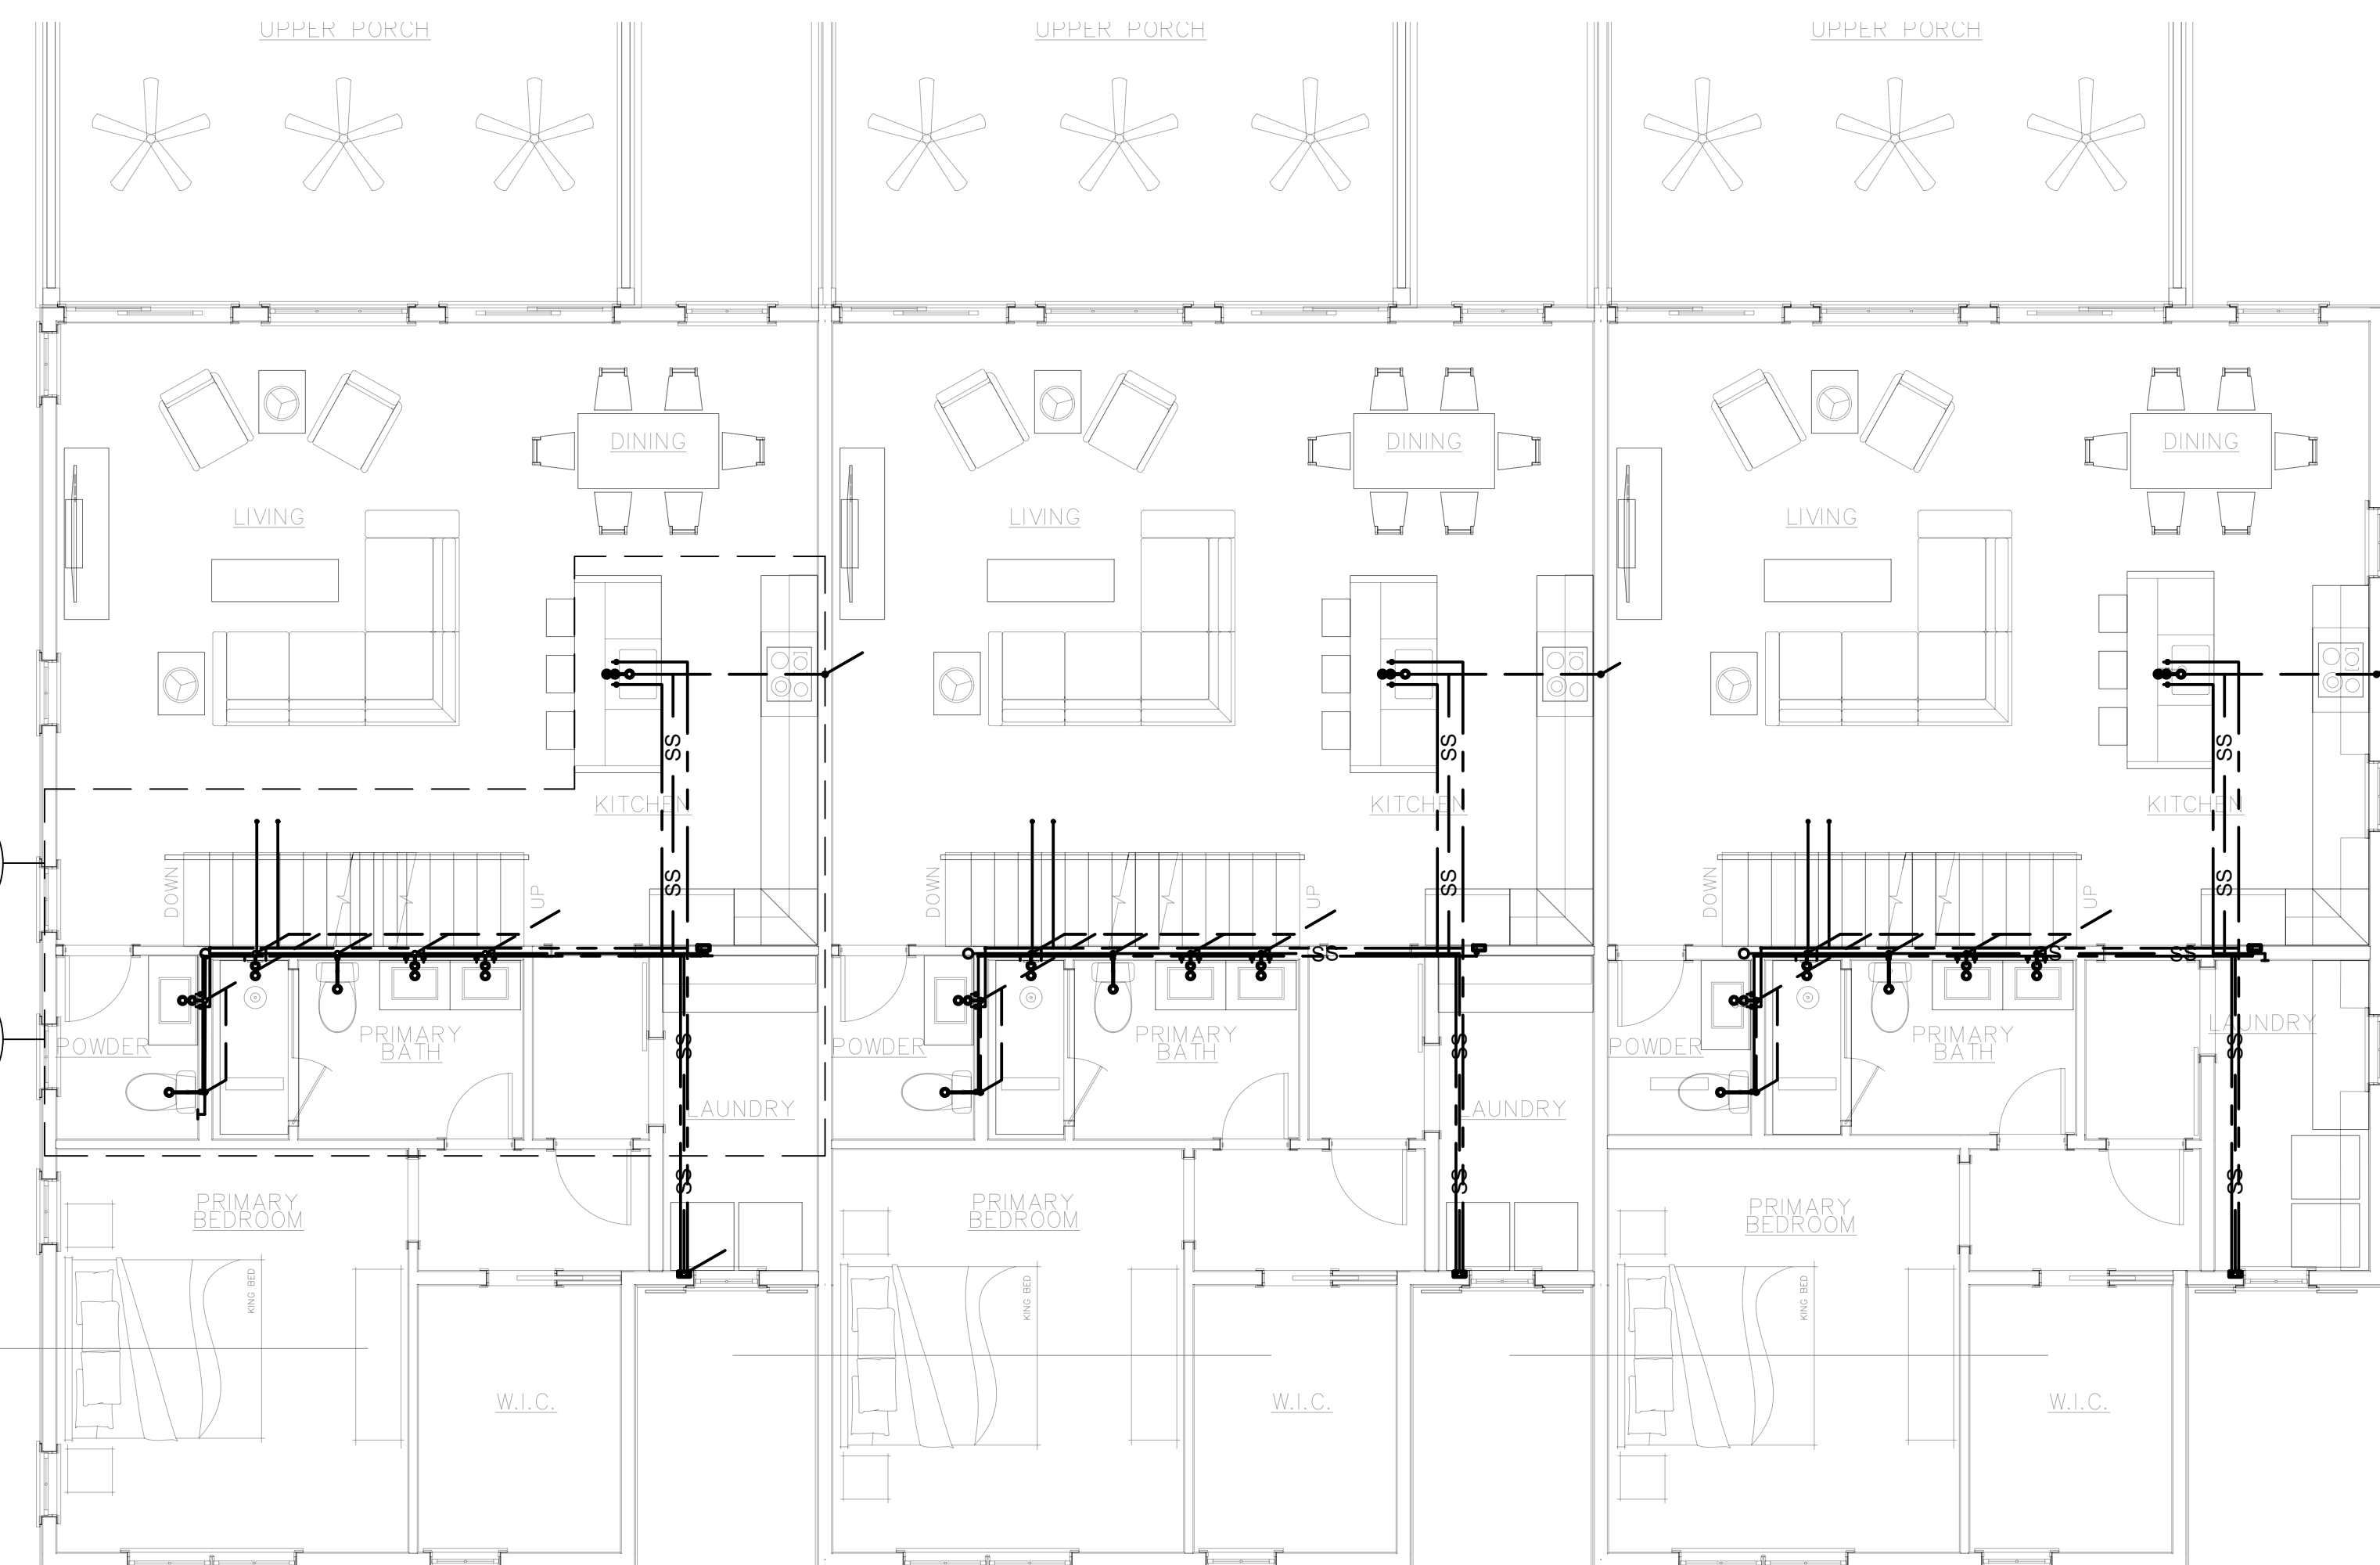 UPPER PORCH
UPPER PORCH
UPPER PORCH
DINING
DINING
DINING
LIVING
LIVING
LIVING
SS
SS
SS
KITCHEN
KITCHEN
KITCHEN
DOWN
UP
SS
DOWN
UP
SS
DOWN
UP
SS
SS
SS
SS
POWDER
PRIMARY
BATH
SS
POWDER
PRIMARY
BATH
SS
POWDER
PRIMARY
BATH
SS
LAUNDRY
LAUNDRY
LAUNDRY
SS
SS
SS
PRIMARY
BEDROOM
PRIMARY
BEDROOM
PRIMARY
BEDROOM
KING BED
KING BED
KING BED
W.I.C.
W.I.C.
W.I.C.